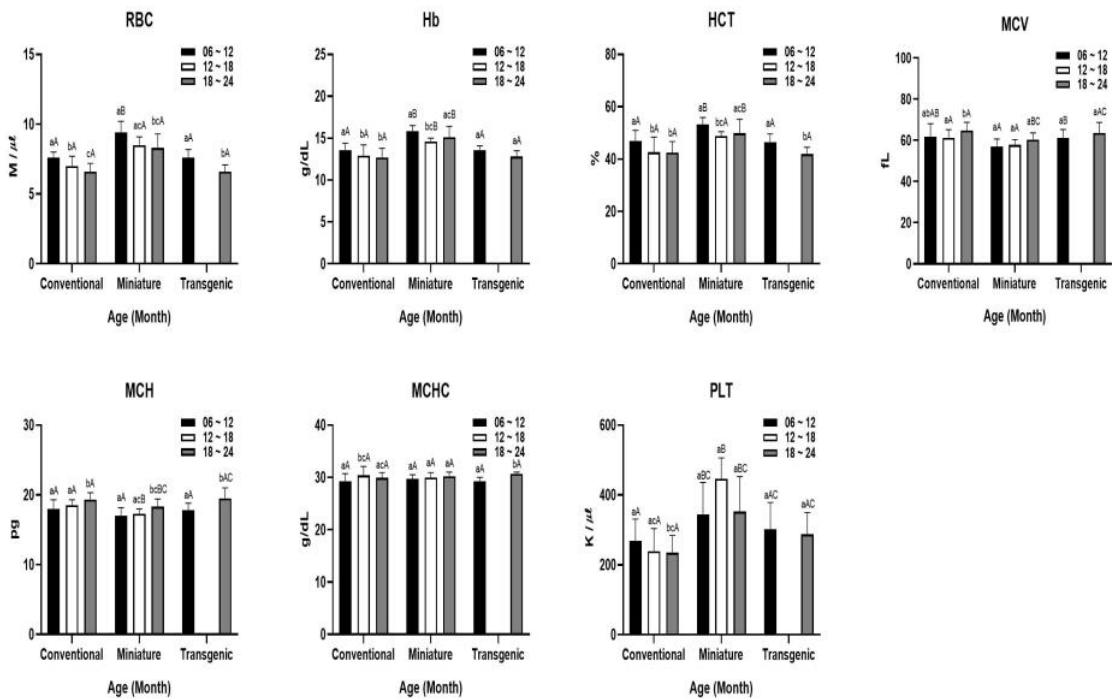 RBC
15
10
5
0
M / µl
06 ~ 12
12 ~ 18
18 ~ 24
aA
bA
cA
aB
acA
bcA
aA
bA
Conventional Miniature Transgenic
Age (Month)
Hb
25
20
15
10
5
0
g/dL
06 ~ 12
12 ~ 18
18 ~ 24
aA
bA
bA
aB
bcB
acB
aA
aA
Conventional Miniature Transgenic
Age (Month)
HCT
80
60
40
20
0
%
06 ~ 12
12 ~ 18
18 ~ 24
aA
bA
bA
aB
bcA
acB
aA
bA
Conventional Miniature Transgenic
Age (Month)
MCV
100
80
60
40
20
0
fL
06 ~ 12
12 ~ 18
18 ~ 24
abAB
aA
bA
aA
aA
aBC
aB
aAC
Conventional Miniature Transgenic
Age (Month)
MCH
30
20
10
0
pg
06 ~ 12
12 ~ 18
18 ~ 24
aA
aA
bA
aA
acB
bcBC
aA
bAC
Conventional Miniature Transgenic
Age (Month)
MCHC
40
30
20
10
0
g/dL
06 ~ 12
12 ~ 18
18 ~ 24
aA
bcA
acA
aA
aA
aA
aA
bA
Conventional Miniature Transgenic
Age (Month)
PLT
600
400
200
0
K / µl
06 ~ 12
12 ~ 18
18 ~ 24
aA
acA
bcA
aBC
aB
aBC
aAC
aAC
Conventional Miniature Transgenic
Age (Month)